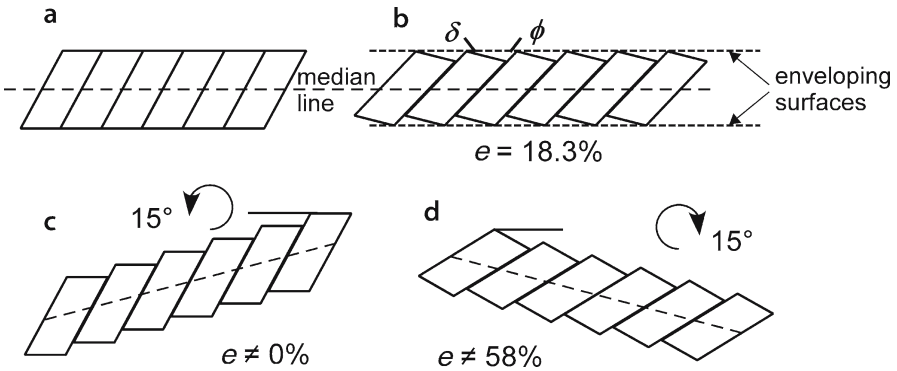 a
b
δ
ϕ
median
line
enveloping
surfaces
e = 18.3%
c
15°
d
15°
e ≠ 0%
e ≠ 58%